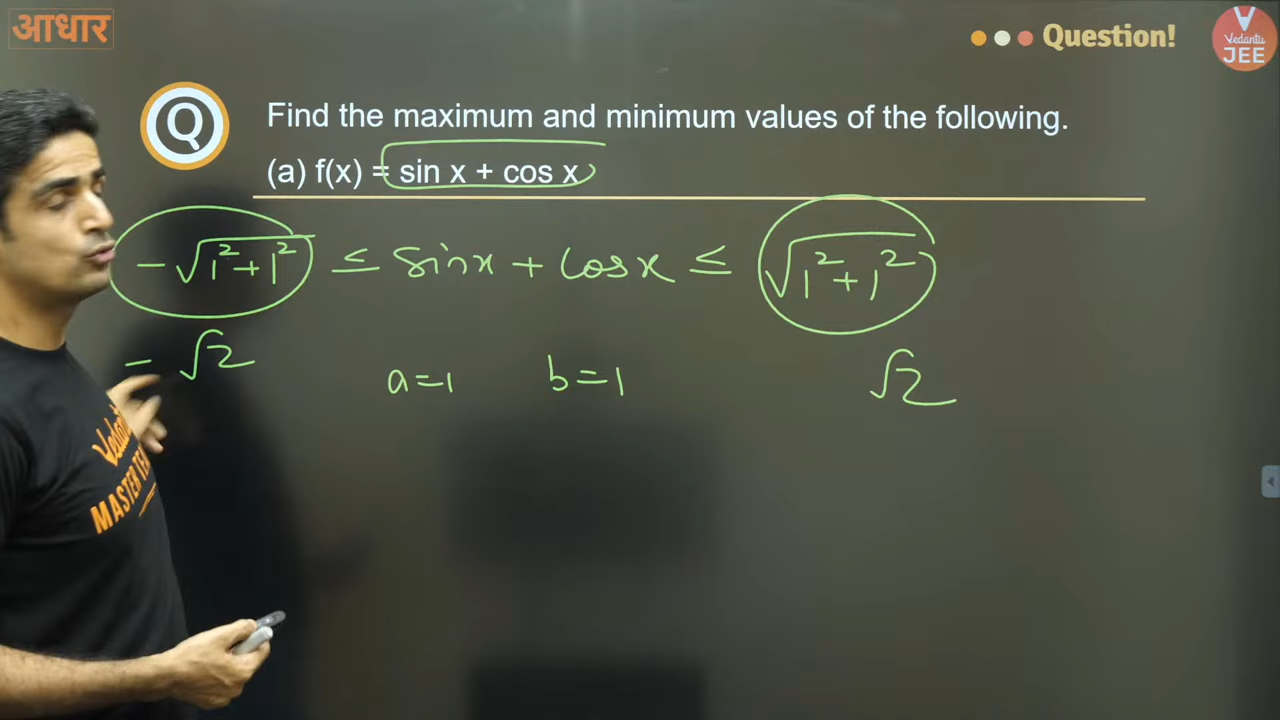 आधार
Question!
Vedantu
JEE
Q
Find the maximum and minimum values of the following.
(a) f(x) = sin x + cos x
-√(1²+1²) ≤ sinx + cosx ≤ √(1²+1²)
- √2
a=1 b=1
√2
MASTER